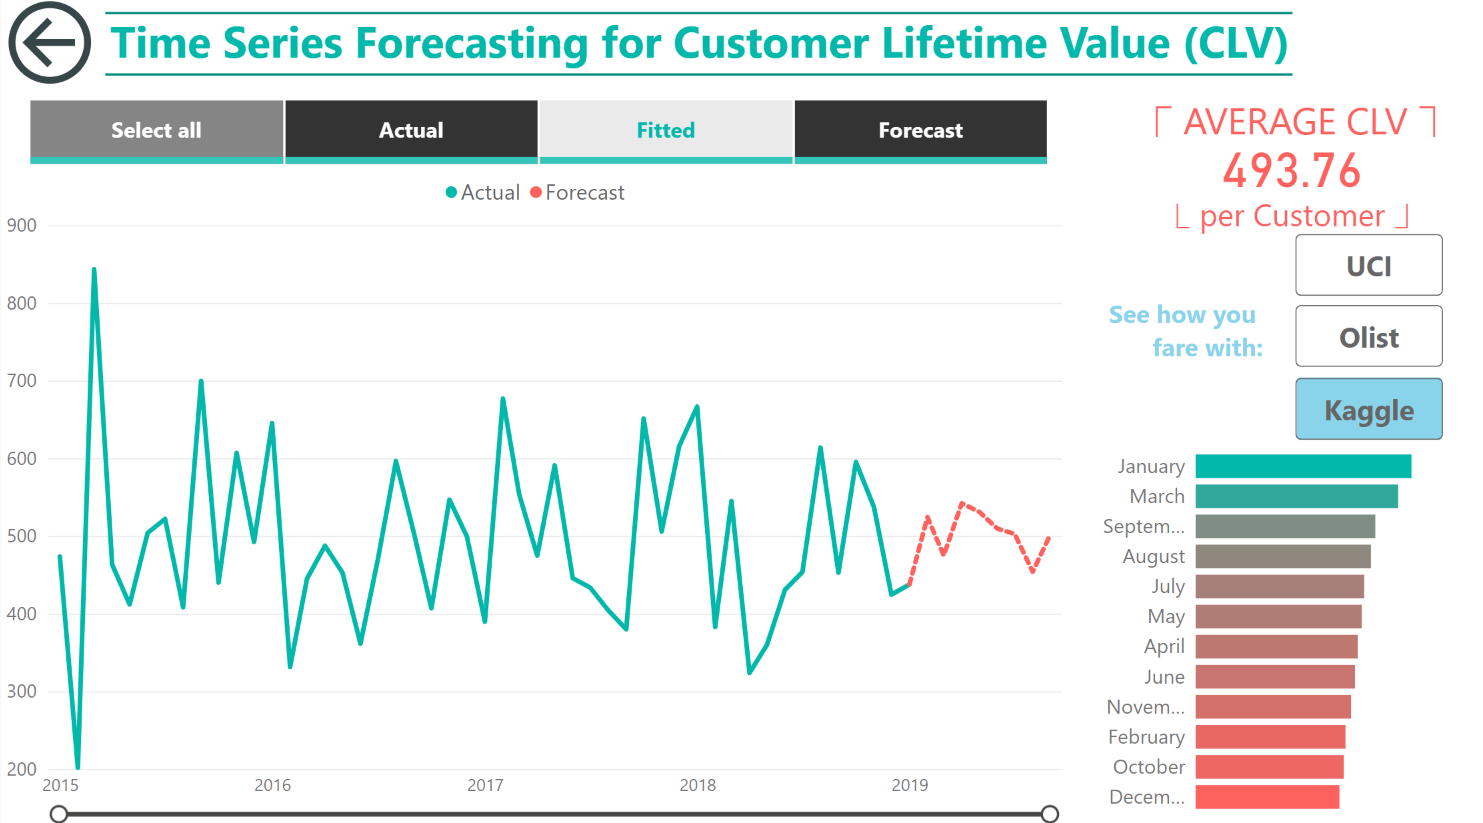 Time Series Forecasting for Customer Lifetime Value (CLV)
Select all
Actual
Fitted
Forecast
Actual
Forecast
900
800
700
600
500
400
300
200
2015
2016
2017
2018
2019
AVERAGE CLV
493.76
per Customer
See how you
fare with:
UCI
Olist
Kaggle
January
March
Septem...
August
July
May
April
June
Novem...
February
October
Decem...